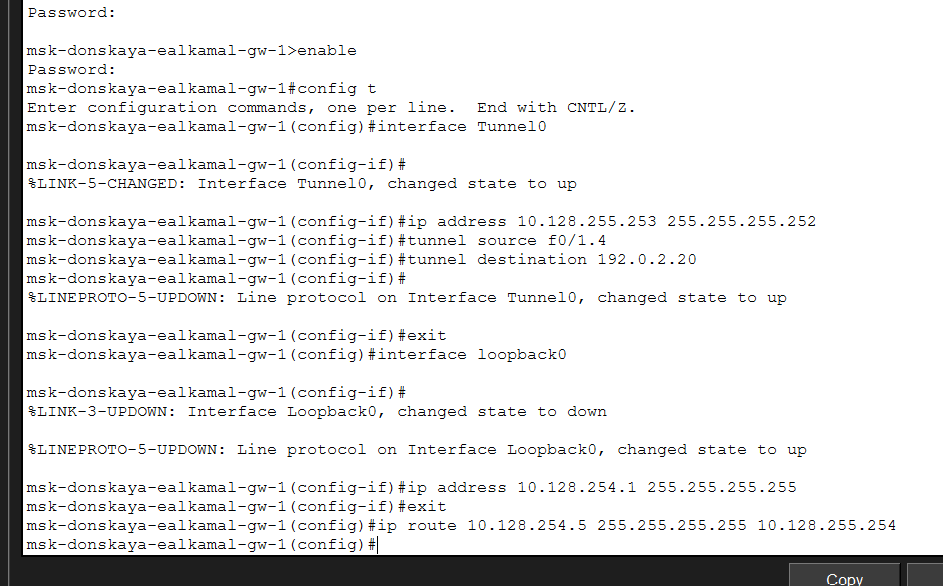 Password:
msk-donskaya-ealkamal-gw-1>enable
Password:
msk-donskaya-ealkamal-gw-1#config t
Enter configuration commands, one per line.  End with CNTL/Z.
msk-donskaya-ealkamal-gw-1(config)#interface Tunnel0
msk-donskaya-ealkamal-gw-1(config-if)#
%LINK-5-CHANGED: Interface Tunnel0, changed state to up
msk-donskaya-ealkamal-gw-1(config-if)#ip address 10.128.255.253 255.255.255.252
msk-donskaya-ealkamal-gw-1(config-if)#tunnel source f0/1.4
msk-donskaya-ealkamal-gw-1(config-if)#tunnel destination 192.0.2.20
msk-donskaya-ealkamal-gw-1(config-if)#
%LINEPROTO-5-UPDOWN: Line protocol on Interface Tunnel0, changed state to up
msk-donskaya-ealkamal-gw-1(config-if)#exit
msk-donskaya-ealkamal-gw-1(config)#interface loopback0
msk-donskaya-ealkamal-gw-1(config-if)#
%LINK-3-UPDOWN: Interface Loopback0, changed state to down
%LINEPROTO-5-UPDOWN: Line protocol on Interface Loopback0, changed state to up
msk-donskaya-ealkamal-gw-1(config-if)#ip address 10.128.254.1 255.255.255.255
msk-donskaya-ealkamal-gw-1(config-if)#exit
msk-donskaya-ealkamal-gw-1(config)#ip route 10.128.254.5 255.255.255.255 10.128.255.254
msk-donskaya-ealkamal-gw-1(config)#
Copy